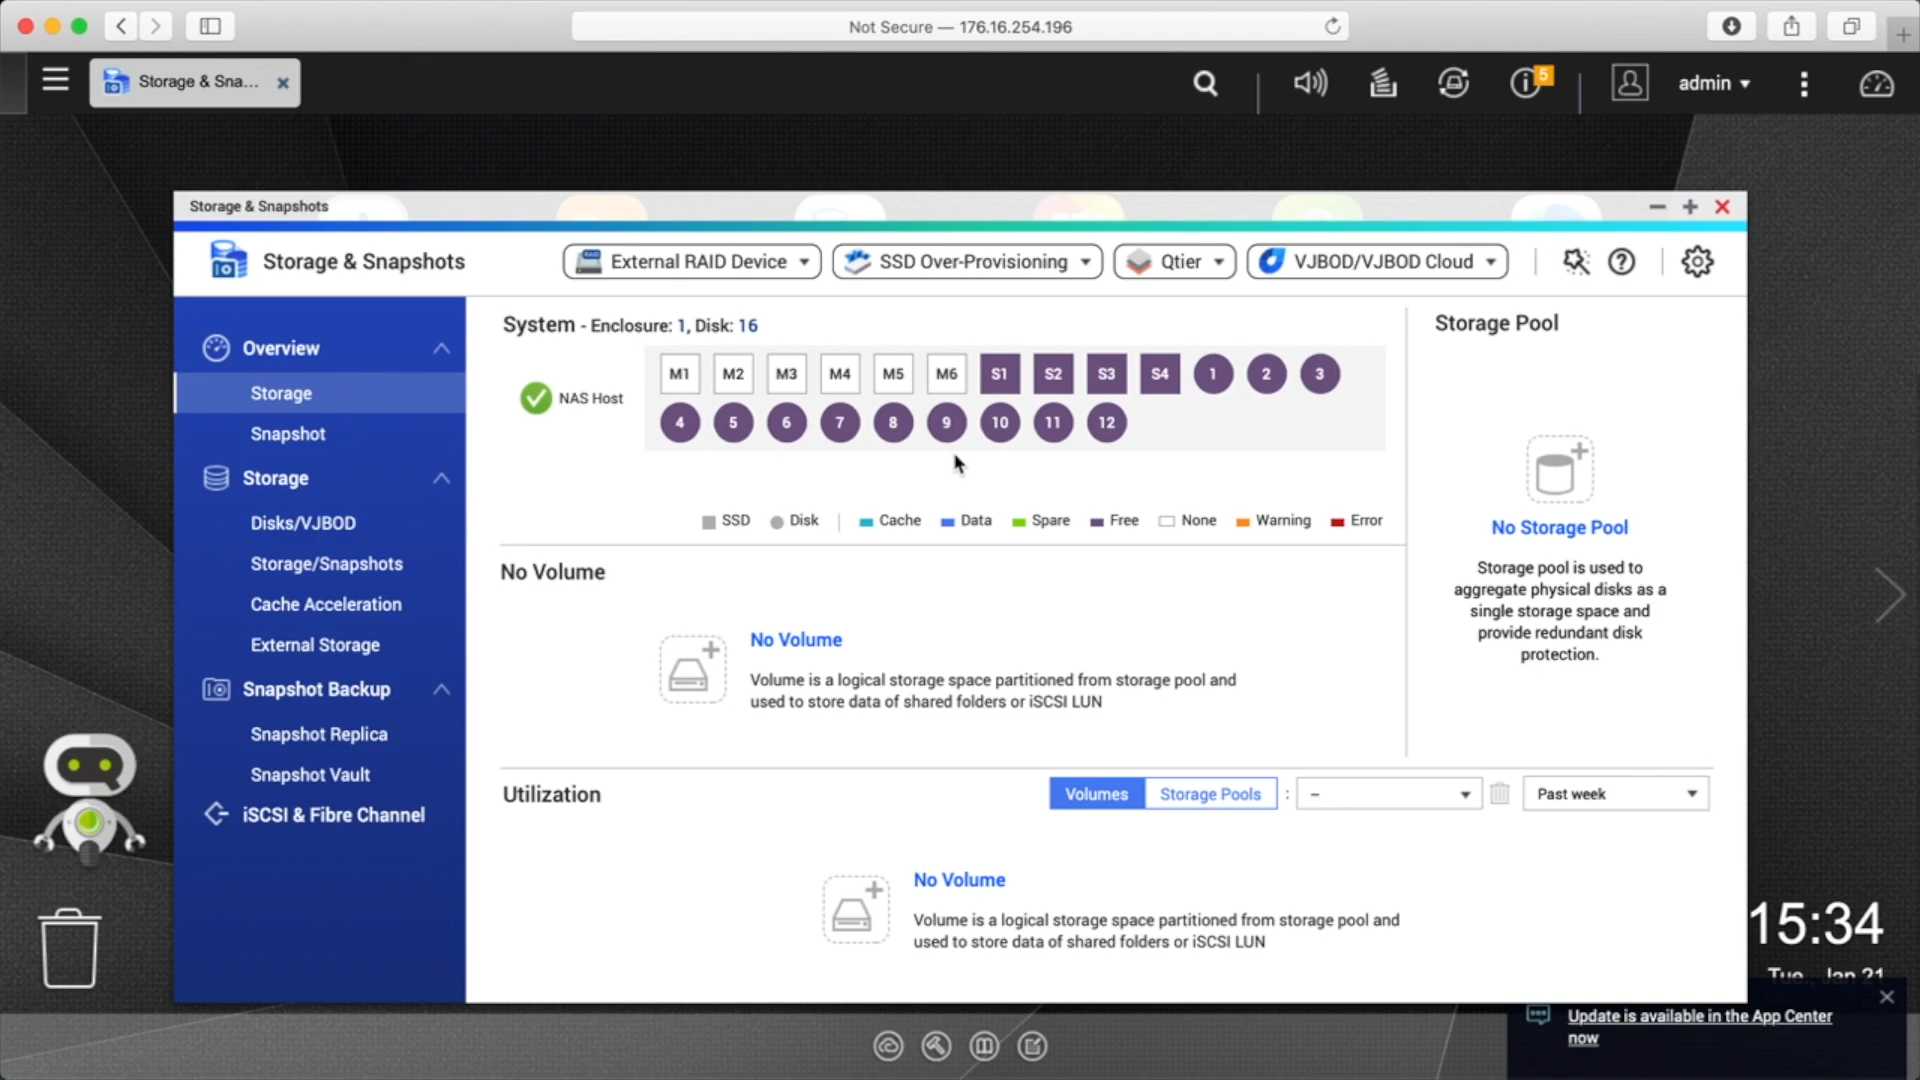 Not Secure — 176.16.254.196
Storage & Sna...
5
admin
Storage & Snapshots
Storage & Snapshots
External RAID Device
SSD Over-Provisioning
Qtier
VJBOD/VJBOD Cloud
Overview
Storage
Snapshot
Storage
Disks/VJBOD
Storage/Snapshots
Cache Acceleration
External Storage
Snapshot Backup
Snapshot Replica
Snapshot Vault
iSCSI & Fibre Channel
System - Enclosure: 1, Disk: 16
NAS Host
M1 M2 M3 M4 M5 M6 S1 S2 S3 S4 1 2 3
4 5 6 7 8 9 10 11 12
SSD Disk Cache Data Spare Free None Warning Error
No Volume
No Volume
Volume is a logical storage space partitioned from storage pool and
used to store data of shared folders or iSCSI LUN
Storage Pool
No Storage Pool
Storage pool is used to
aggregate physical disks as a
single storage space and
provide redundant disk
protection.
Utilization
Volumes
Storage Pools
:
–
Past week
No Volume
Volume is a logical storage space partitioned from storage pool and
used to store data of shared folders or iSCSI LUN
15:34
Tue., Jan 21
Update is available in the App Center
now